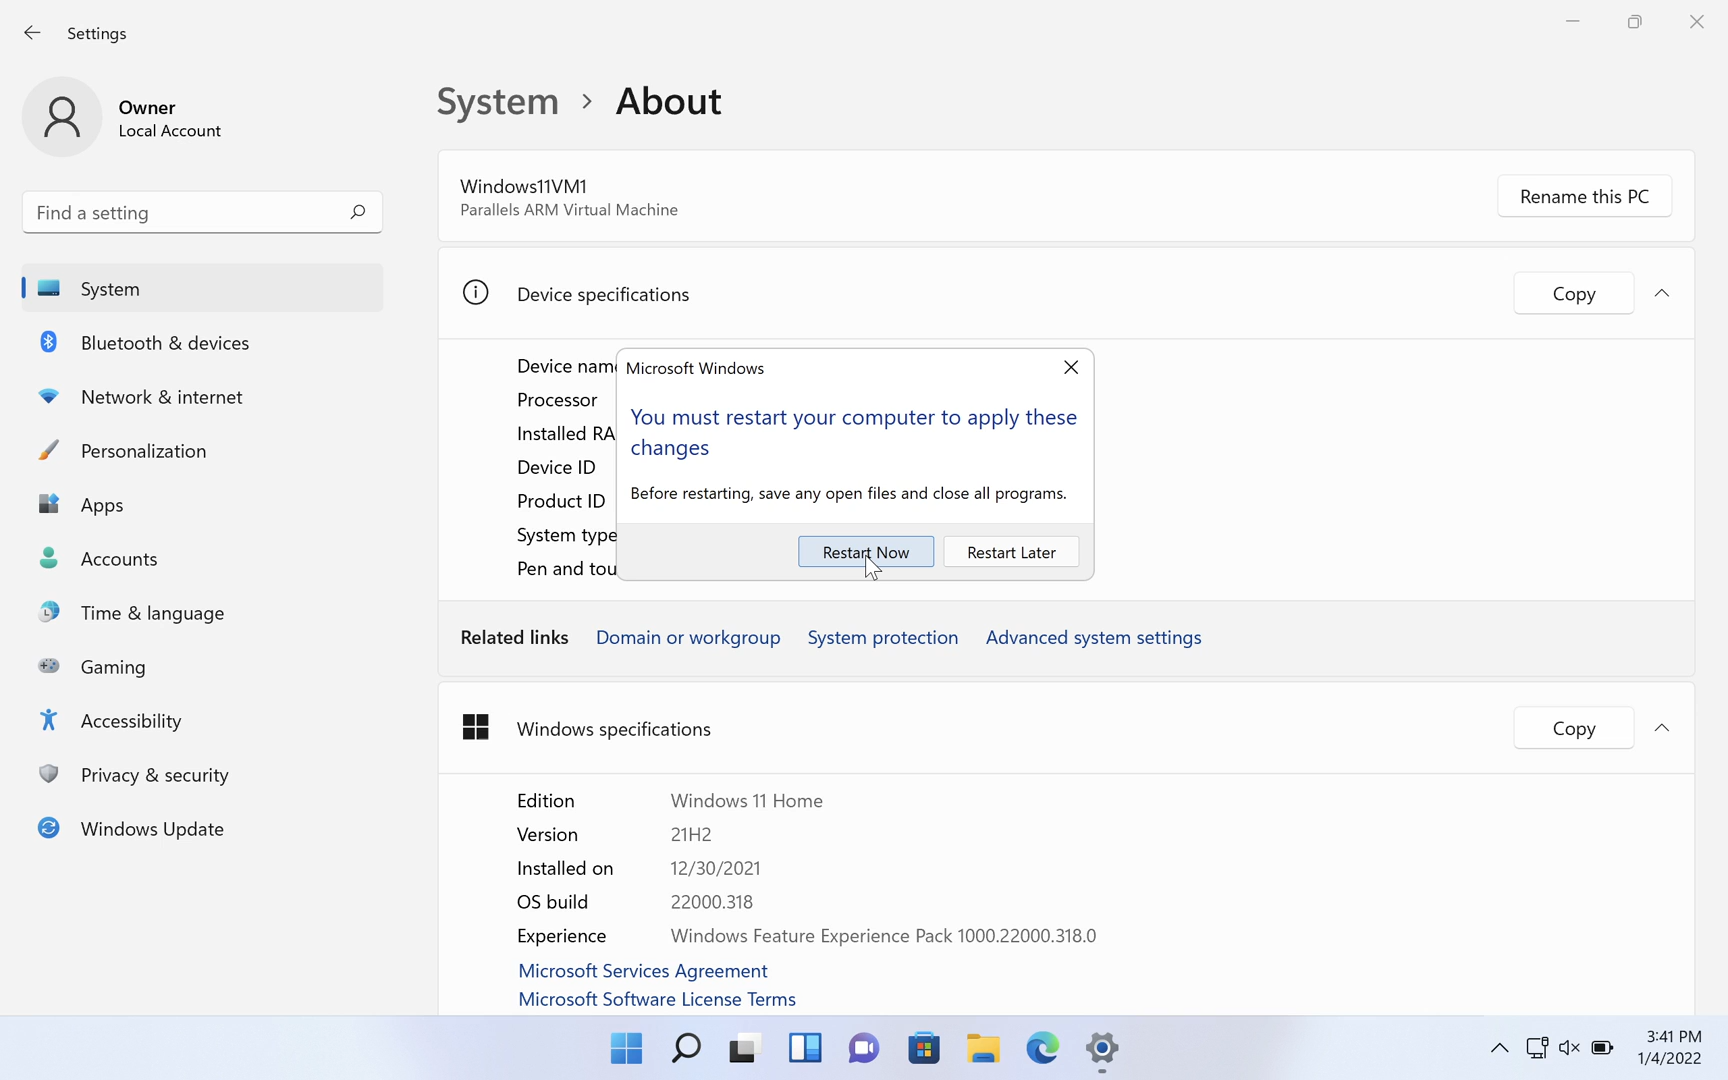 Settings
Owner
Local Account
Find a setting
System
Bluetooth & devices
Network & internet
Personalization
Apps
Accounts
Time & language
Gaming
Accessibility
Privacy & security
Windows Update
System > About
Windows11VM1
Parallels ARM Virtual Machine
Rename this PC
Device specifications
Copy
Device nam
Processor
Installed RA
Device ID
Product ID
System type
Pen and tou
Microsoft Windows
You must restart your computer to apply these
changes
Before restarting, save any open files and close all programs.
Restart Now
Restart Later
Related links Domain or workgroup System protection Advanced system settings
Windows specifications
Copy
Edition Windows 11 Home
Version 21H2
Installed on 12/30/2021
OS build 22000.318
Experience Windows Feature Experience Pack 1000.22000.318.0
Microsoft Services Agreement
Microsoft Software License Terms
3:41 PM
1/4/2022